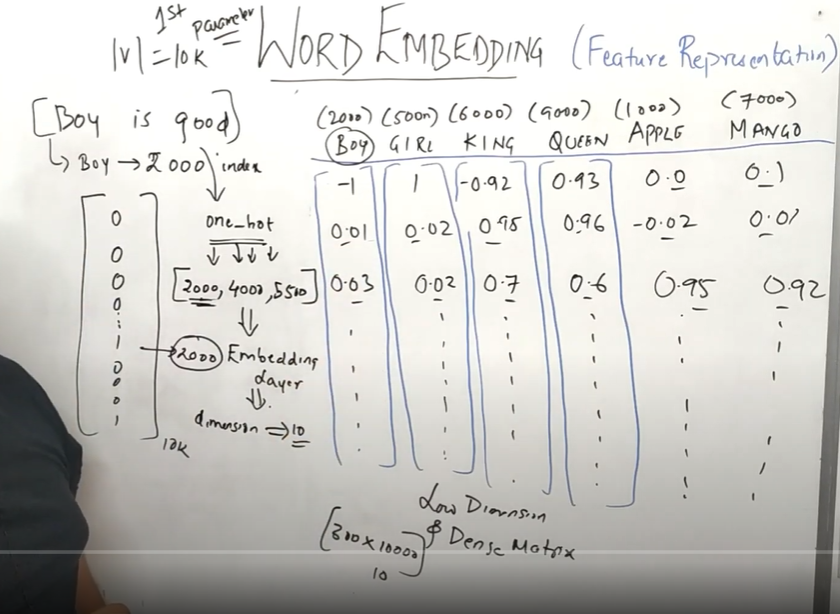 1st parameter
|V| = 10K
WORD EMBEDDING (Feature Representation)
[Boy is good]
↳ Boy → 2000 index
one_hot
[2000, 4000, 5500]
2000 Embedding
Layer
dimension ⇒ 10
0
0
0
0
1
0
0
0
1
10K
(2000) (5000) (6000) (9000) (1000) (7000)
BOY GIRL KING QUEEN APPLE MANGO
-1 1 -0.92 0.93 0.0 0.1
0.01 0.02 0.95 0.96 -0.02 0.01
0.03 0.02 0.7 0.6 0.95 0.92
Low Dimension
& Dense Matrix
[300 x 10000]
10